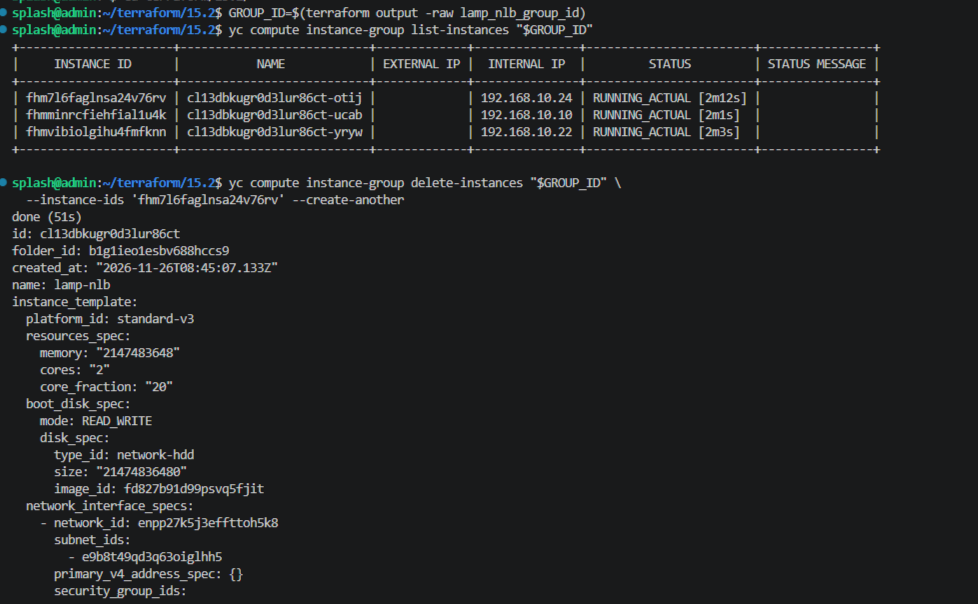 splash@admin:~/terraform/15.2$ GROUP_ID=$(terraform output -raw lamp_nlb_group_id)
splash@admin:~/terraform/15.2$ yc compute instance-group list-instances "$GROUP_ID"
+----------------------+---------------------------+-------------+---------------+------------------------+----------------+
| INSTANCE ID | NAME | EXTERNAL IP | INTERNAL IP | STATUS | STATUS MESSAGE |
+----------------------+---------------------------+-------------+---------------+------------------------+----------------+
| fhm7l6faglnsa24v76rv | cl13dbkugr0d3lur86ct-otij | | 192.168.10.24 | RUNNING_ACTUAL [2m12s] | |
| fhmminrcfiehfial1u4k | cl13dbkugr0d3lur86ct-ucab | | 192.168.10.10 | RUNNING_ACTUAL [2m1s] | |
| fhmvibiolgihu4fmfknn | cl13dbkugr0d3lur86ct-yryw | | 192.168.10.22 | RUNNING_ACTUAL [2m3s] | |
+----------------------+---------------------------+-------------+---------------+------------------------+----------------+
splash@admin:~/terraform/15.2$ yc compute instance-group delete-instances "$GROUP_ID" \
--instance-ids 'fhm7l6faglnsa24v76rv' --create-another
done (51s)
id: cl13dbkugr0d3lur86ct
folder_id: b1g1ieo1esbv688hccs9
created_at: "2026-11-26T08:45:07.133Z"
name: lamp-nlb
instance_template:
platform_id: standard-v3
resources_spec:
memory: "2147483648"
cores: "2"
core_fraction: "20"
boot_disk_spec:
mode: READ_WRITE
disk_spec:
type_id: network-hdd
size: "21474836480"
image_id: fd827b91d99psvq5fjit
network_interface_specs:
- network_id: enpp27k5j3effttoh5k8
subnet_ids:
- e9b8t49qd3q63oiglhh5
primary_v4_address_spec: {}
security_group_ids: